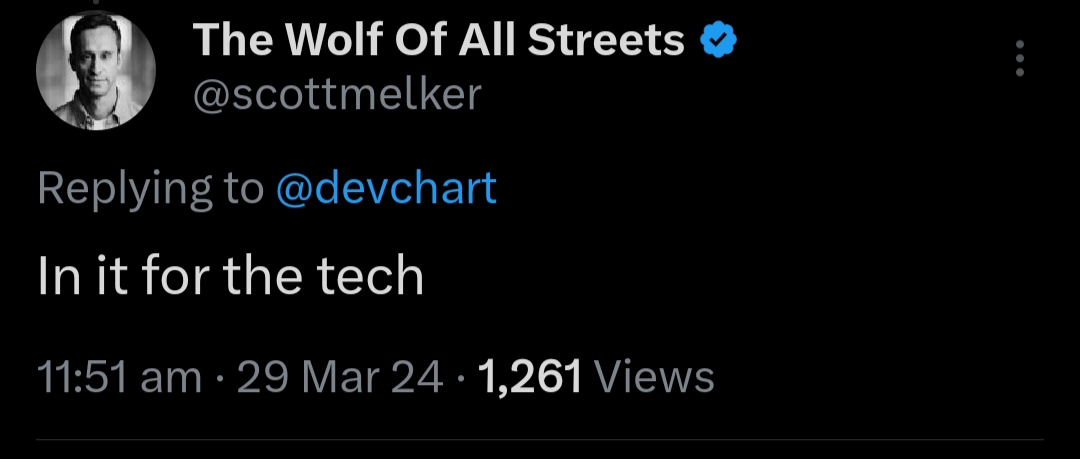 The Wolf Of All Streets
@scottmelker
Replying to @devchart
In it for the tech
11:51 am · 29 Mar 24 · 1,261 Views